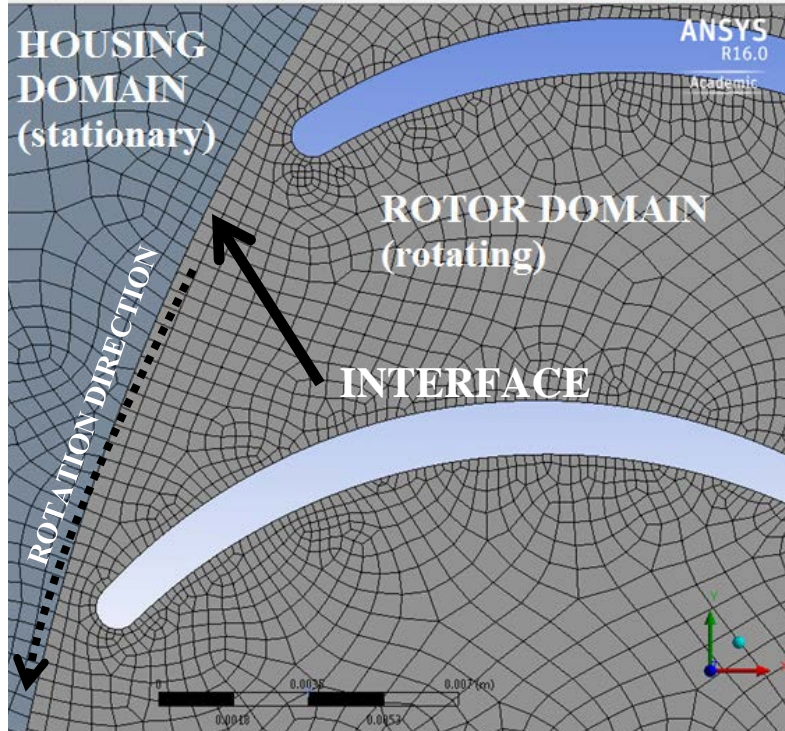 HOUSING
DOMAIN
(stationary)
ANSYS
R16.0
Academic
ROTOR DOMAIN
(rotating)
ROTATION DIRECTION
INTERFACE
Y
X
0
0.0035
0.007 (m)
0.0018
0.0053